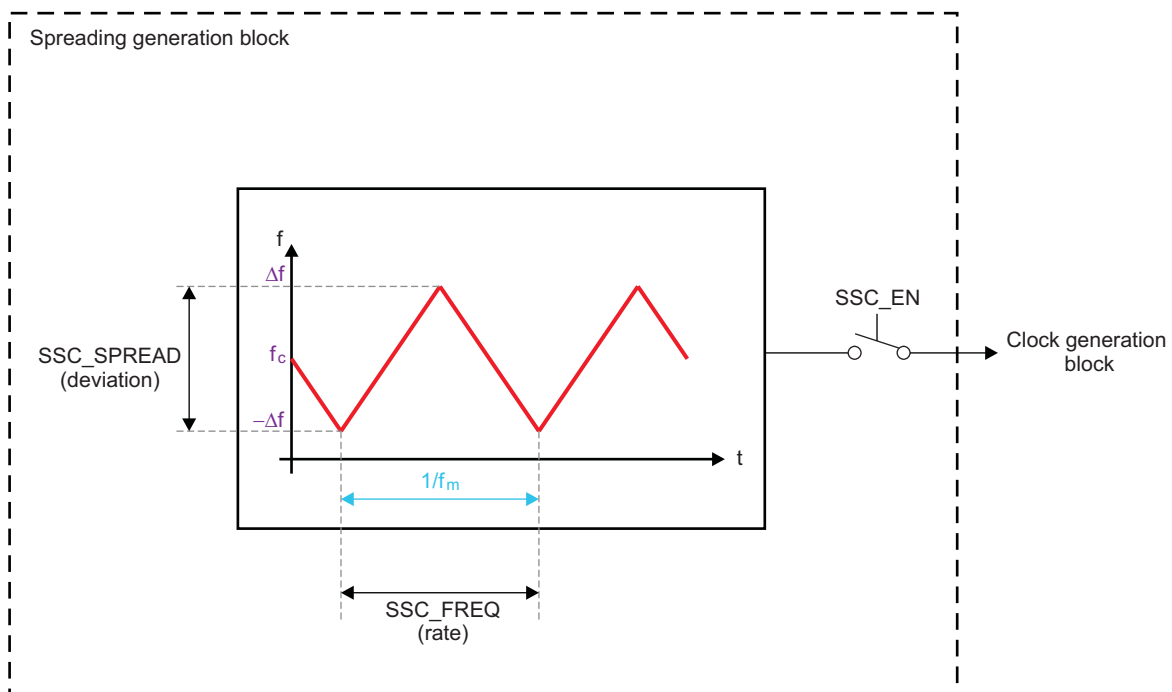 Spreading generation block
f
Δf
SSC_EN
SSC_SPREAD
(deviation)
fc
Clock generation
block
−Δf
t
1/fm
SSC_FREQ
(rate)